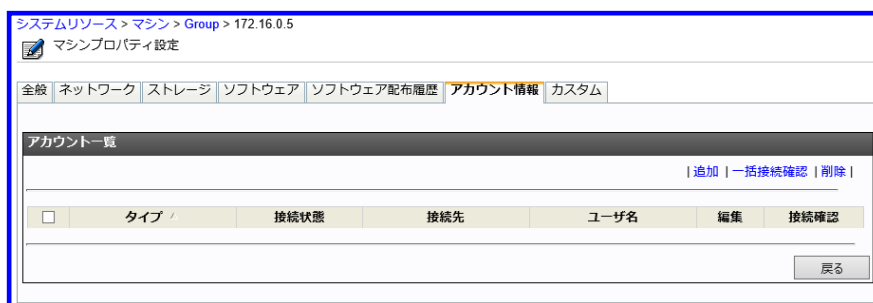 システムリソース > マシン > Group > 172.16.0.5
マシンプロパティ設定
全般 ネットワーク ストレージ ソフトウェア ソフトウェア配布履歴 アカウント情報 カスタム
アカウント一覧
| 追加 | 一括接続確認 | 削除 |
タイプ 接続状態 接続先 ユーザ名 編集 接続確認
戻る